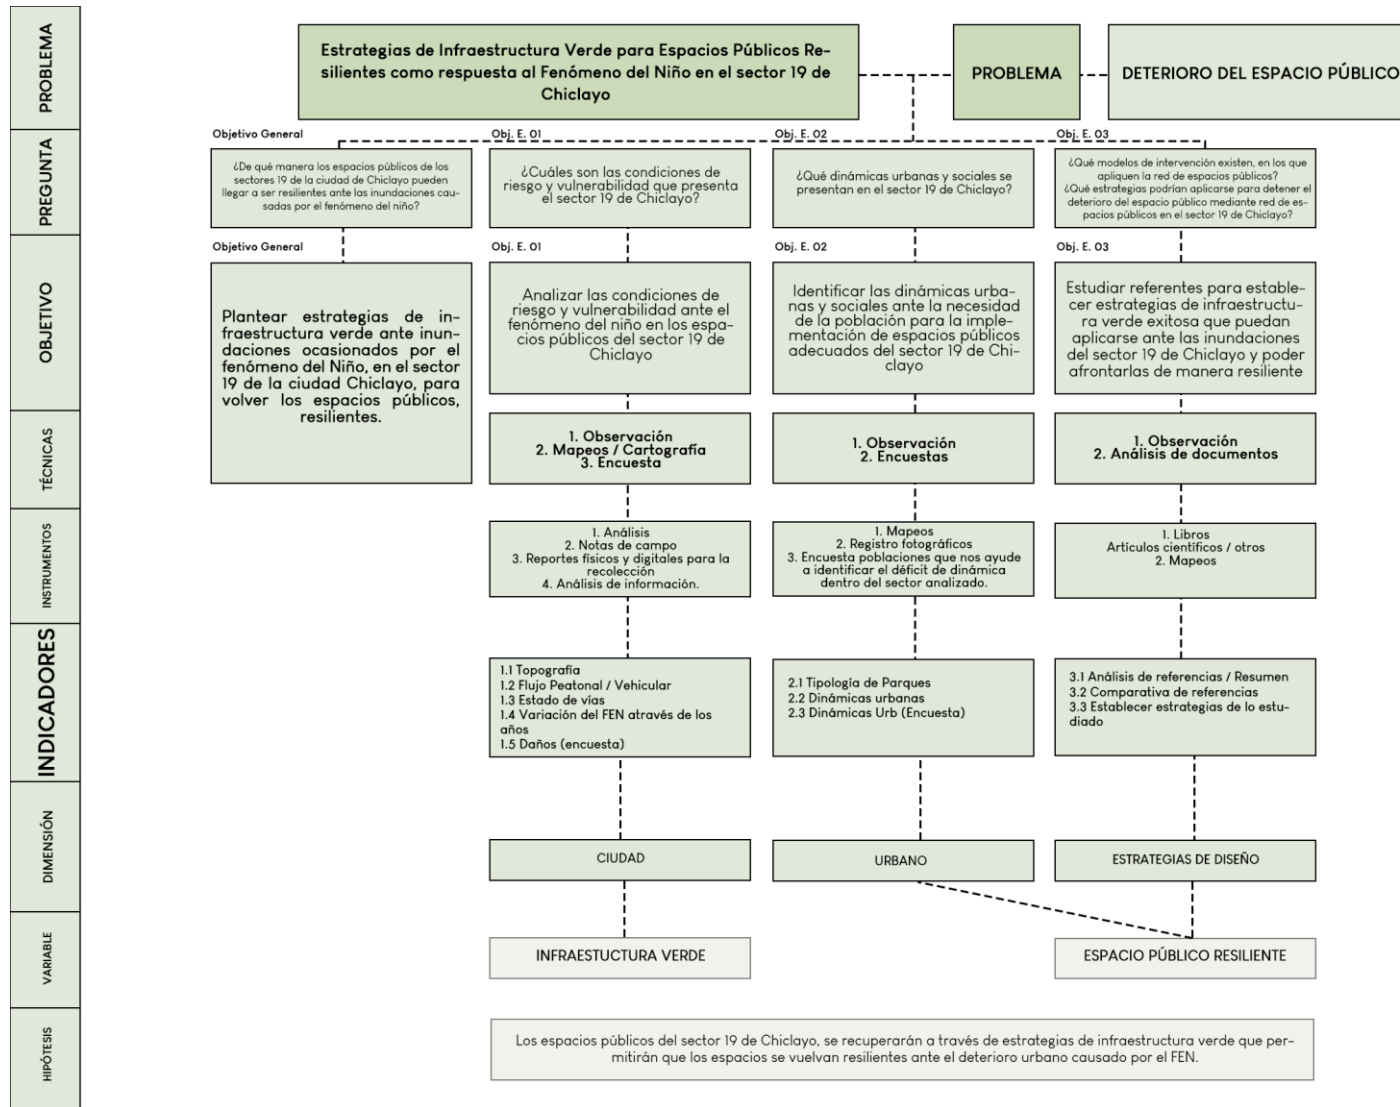 PROBLEMA
Estrategias de Infraestructura Verde para Espacios Públicos Re-
silientes como respuesta al Fenómeno del Niño en el sector 19 de
Chiclayo
PROBLEMA
DETERIORO DEL ESPACIO PÚBLICO
PREGUNTA
Objetivo General
¿De qué manera los espacios públicos de los
sectores 19 de la ciudad de Chiclayo pueden
llegar a ser resilientes ante las inundaciones cau-
sadas por el fenómeno del niño?
Obj. E. 01
¿Cuáles son las condiciones de
riesgo y vulnerabilidad que presenta
el sector 19 de Chiclayo?
Obj. E. 02
¿Qué dinámicas urbanas y sociales se
presentan en el sector 19 de Chiclayo?
Obj. E. 03
¿Qué modelos de intervención existen, en los que
apliquen la red de espacios públicos?
¿Qué estrategias podrían aplicarse para detener el
deterioro del espacio público mediante red de es-
pacios públicos en el sector 19 de Chiclayo?
OBJETIVO
Objetivo General
Plantear estrategias de in-
fraestructura verde ante inun-
daciones ocasionados por el
fenómeno del Niño, en el sector
19 de la ciudad Chiclayo, para
volver los espacios públicos,
resilientes.
Obj. E. 01
Analizar las condiciones de
riesgo y vulnerabilidad ante el
fenómeno del niño en los espa-
cios públicos del sector 19 de
Chiclayo
Obj. E. 02
Identificar las dinámicas urba-
nas y sociales ante la necesidad
de la población para la imple-
mentación de espacios públicos
adecuados del sector 19 de Chi-
clayo
Obj. E. 03
Estudiar referentes para estable-
cer estrategias de infraestructu-
ra verde exitosa que puedan
aplicarse ante las inundaciones
del sector 19 de Chiclayo y poder
afrontarlas de manera resiliente
TÉCNICAS
1. Observación
2. Mapeos / Cartografía
3. Encuesta
1. Observación
2. Encuestas
1. Observación
2. Análisis de documentos
INSTRUMENTOS
1. Análisis
2. Notas de campo
3. Reportes físicos y digitales para la
recolección
4. Análisis de información.
1. Mapeos
2. Registro fotográficos
3. Encuesta poblaciones que nos ayude
a identificar el déficit de dinámica
dentro del sector analizado.
1. Libros
Artículos científicos / otros
2. Mapeos
INDICADORES
1.1 Topografía
1.2 Flujo Peatonal / Vehicular
1.3 Estado de vías
1.4 Variación del FEN através de los
años
1.5 Daños (encuesta)
2.1 Tipología de Parques
2.2 Dinámicas urbanas
2.3 Dinámicas Urb (Encuesta)
3.1 Análisis de referencias / Resumen
3.2 Comparativa de referencias
3.3 Establecer estrategias de lo estu-
diado
DIMENSIÓN
CIUDAD
URBANO
ESTRATEGIAS DE DISEÑO
VARIABLE
INFRAESTUCTURA VERDE
ESPACIO PÚBLICO RESILIENTE
HIPÓTESIS
Los espacios públicos del sector 19 de Chiclayo, se recuperarán a través de estrategias de infraestructura verde que per-
mitirán que los espacios se vuelvan resilientes ante el deterioro urbano causado por el FEN.